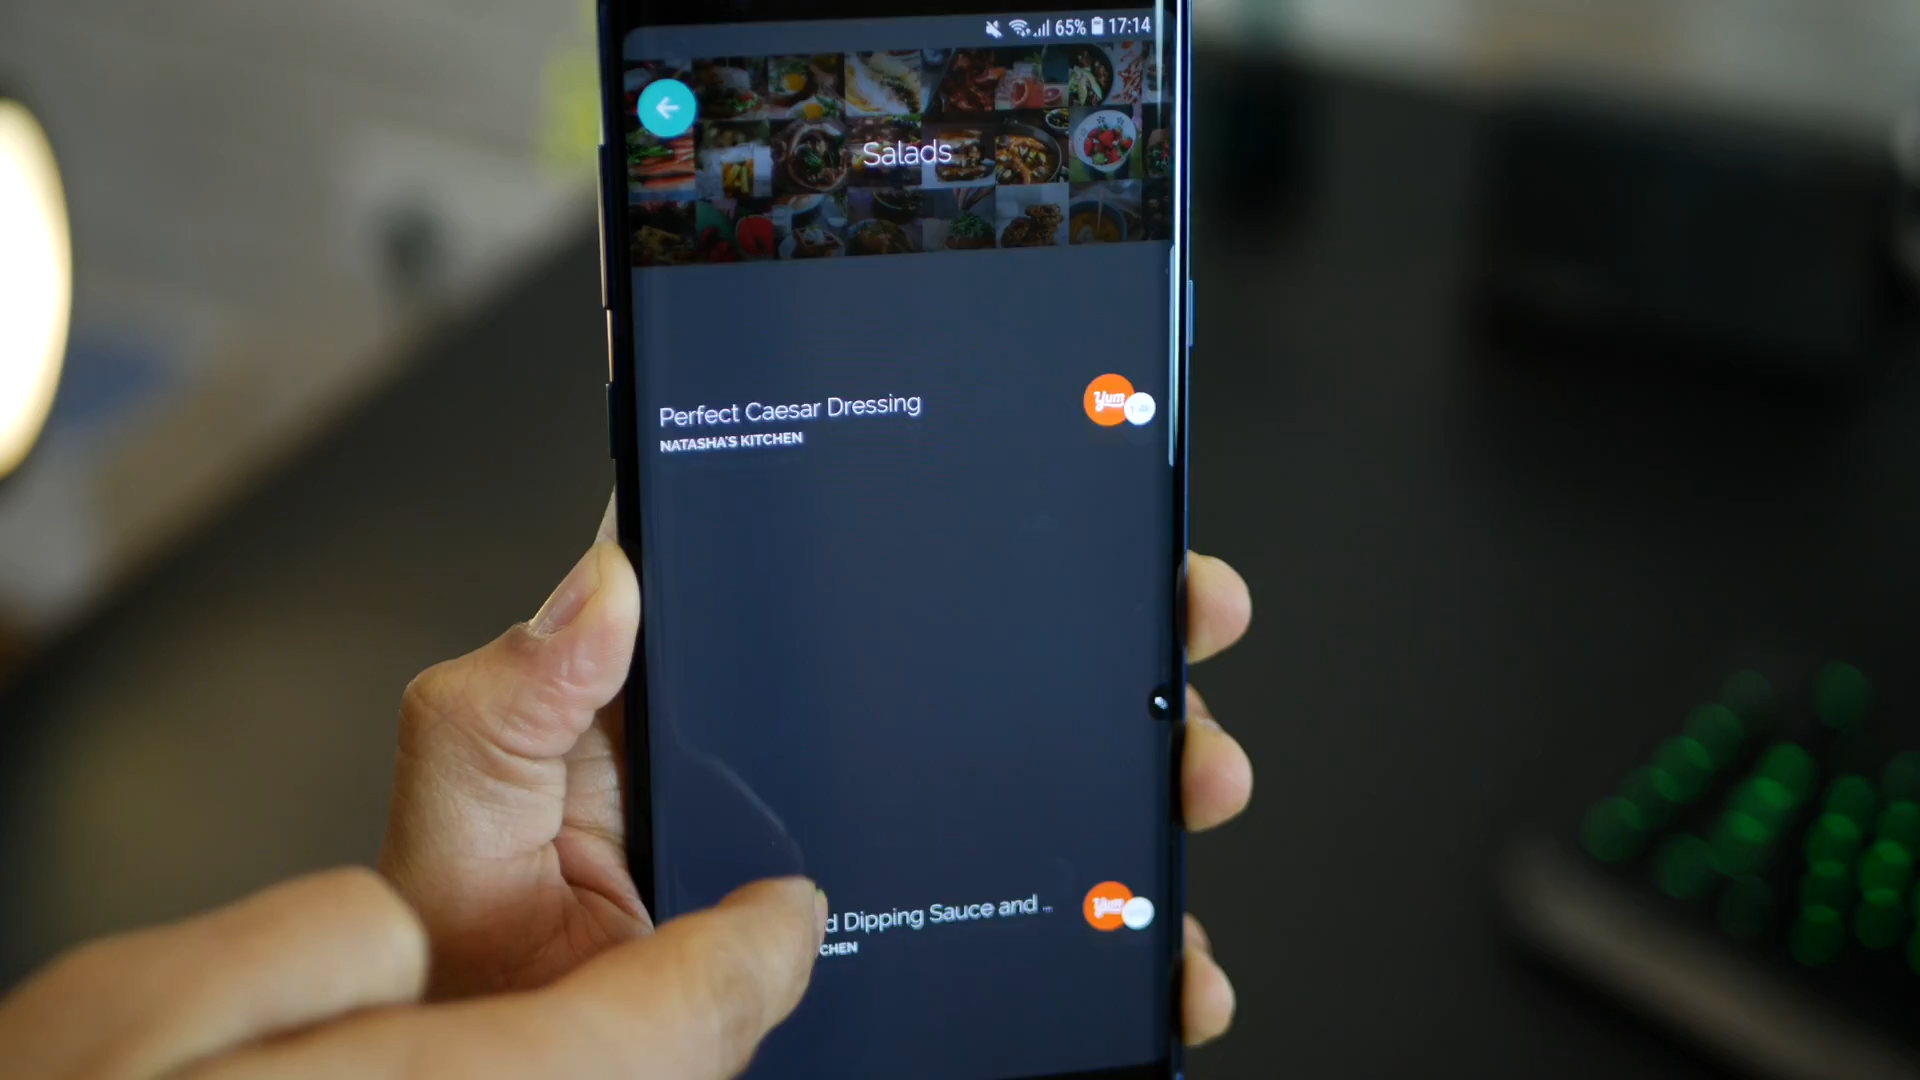 65% 17:14
Salads
Perfect Caesar Dressing
Yum
NATASHA'S KITCHEN
d Dipping Sauce and ...
Yum
CHEN